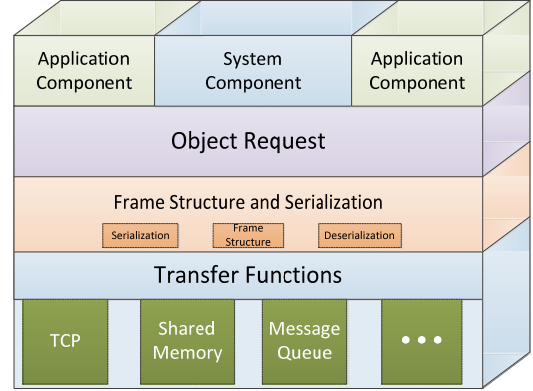 Application
Component
System
Component
Application
Component
Object Request
Frame Structure and Serialization
Serialization
Frame
Structure
Deserialization
Transfer Functions
TCP
Shared
Memory
Message
Queue
•••